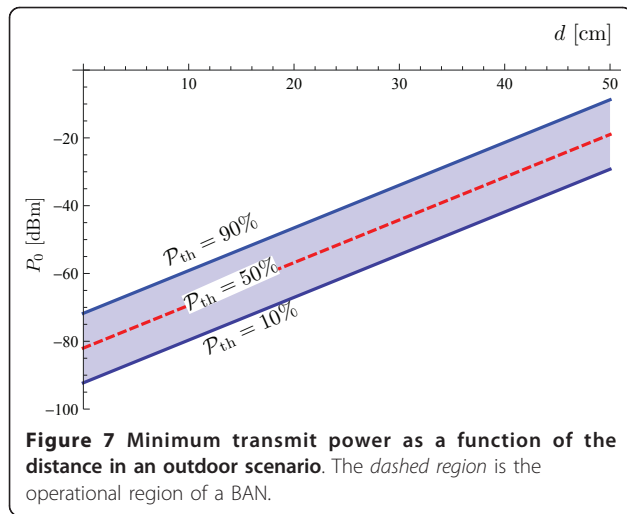 d [cm]
10 20 30 40 50
-20
-40
-60
-80
-100
P₀ [dBm]
𝒫th = 90%
𝒫th = 50%
𝒫th = 10%
Figure 7 Minimum transmit power as a function of the
distance in an outdoor scenario. The dashed region is the
operational region of a BAN.